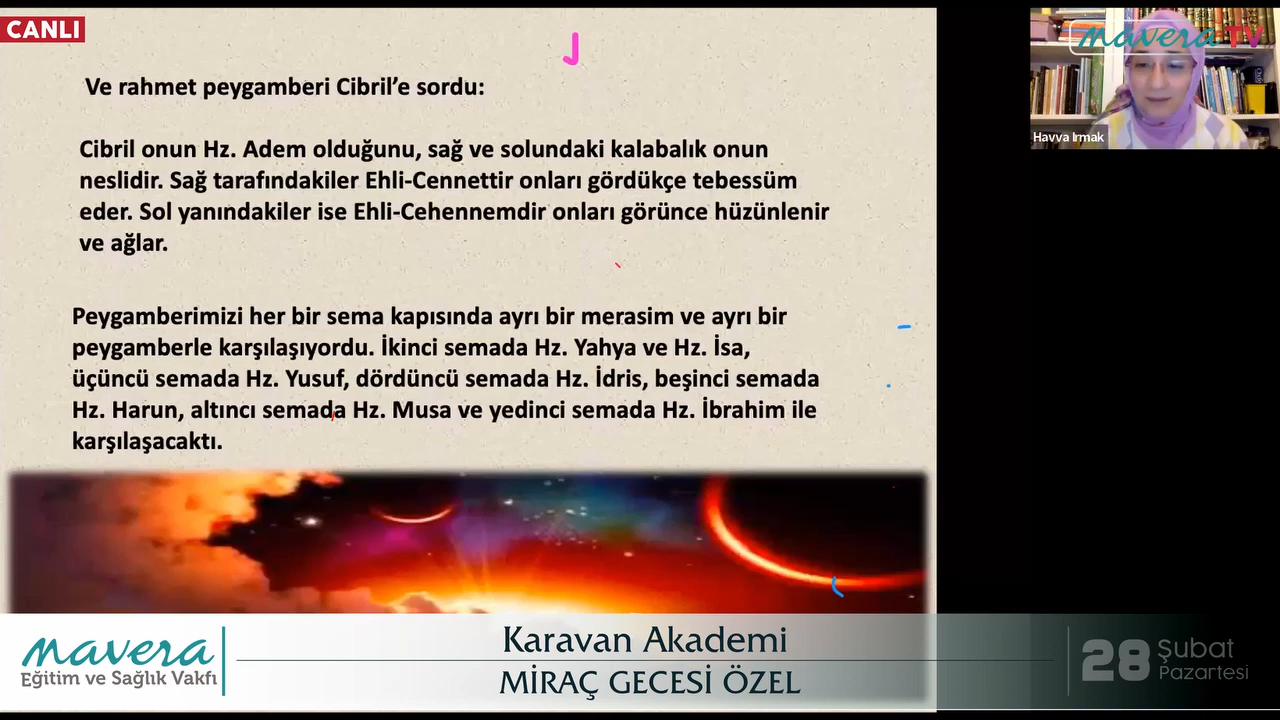 CANLI
mavera TV
Havva Irmak
Ve rahmet peygamberi Cibril’e sordu:
Cibril onun Hz. Adem olduğunu, sağ ve solundaki kalabalık onun
neslidir. Sağ tarafındakiler Ehli-Cennettir onları gördükçe tebessüm
eder. Sol yanındakiler ise Ehli-Cehennemdir onları görünce hüzünlenir
ve ağlar.
Peygamberimizi her bir sema kapısında ayrı bir merasim ve ayrı bir
peygamberle karşılaşıyordu. İkinci semada Hz. Yahya ve Hz. İsa,
üçüncü semada Hz. Yusuf, dördüncü semada Hz. İdris, beşinci semada
Hz. Harun, altıncı semada Hz. Musa ve yedinci semada Hz. İbrahim ile
karşılaşacaktı.
mavera
Eğitim ve Sağlık Vakfı
Karavan Akademi
MİRAÇ GECESİ ÖZEL
28 Şubat
Pazartesi